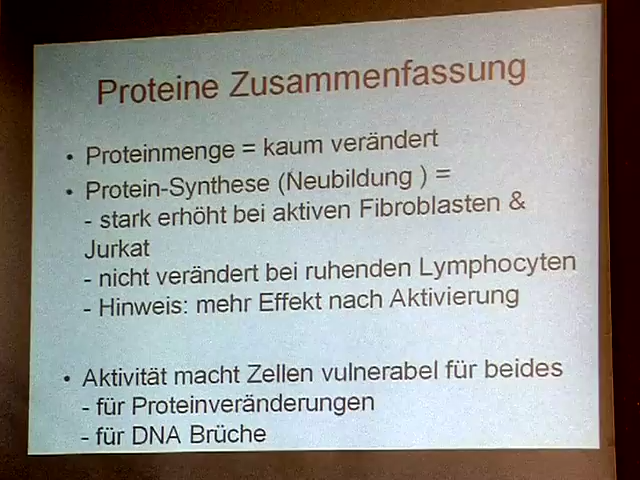 Proteine Zusammenfassung
• Proteinmenge = kaum verändert
• Protein-Synthese (Neubildung ) =
- stark erhöht bei aktiven Fibroblasten &
Jurkat
- nicht verändert bei ruhenden Lymphocyten
- Hinweis: mehr Effekt nach Aktivierung
• Aktivität macht Zellen vulnerabel für beides
- für Proteinveränderungen
- für DNA Brüche